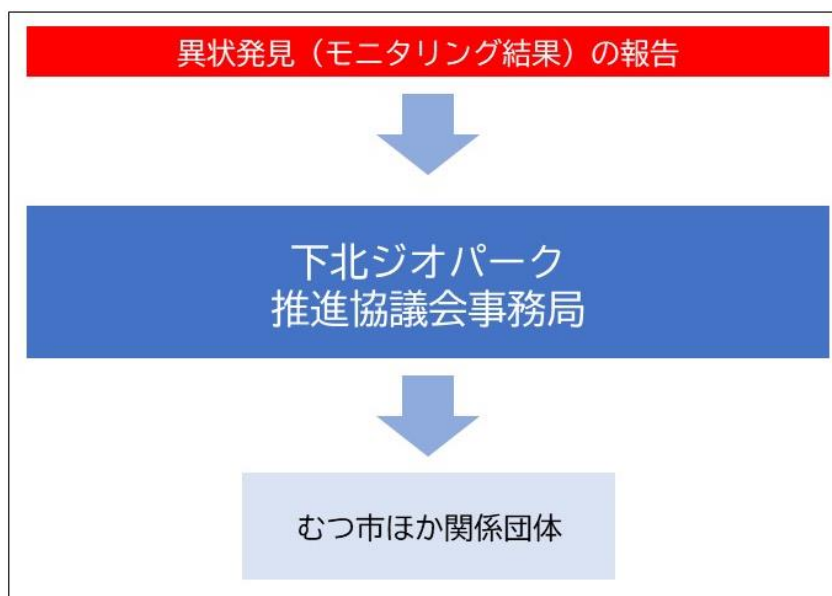 異状発見（モニタリング結果）の報告
下北ジオパーク
推進協議会事務局
むつ市ほか関係団体